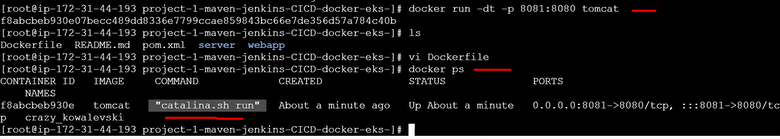 [root@ip-172-31-44-193 project-1-maven-jenkins-CICD-docker-eks-]# docker run -dt -p 8081:8080 tomcat
f8abcbeb930e07becc489dd8336e7799ccae859843bc66e7de356d57a784c40b
[root@ip-172-31-44-193 project-1-maven-jenkins-CICD-docker-eks-]# ls
Dockerfile README.md pom.xml server webapp
[root@ip-172-31-44-193 project-1-maven-jenkins-CICD-docker-eks-]# vi Dockerfile
[root@ip-172-31-44-193 project-1-maven-jenkins-CICD-docker-eks-]# docker ps
CONTAINER ID IMAGE COMMAND CREATED STATUS PORTS
NAMES
f8abcbeb930e tomcat "catalina.sh run" About a minute ago Up About a minute 0.0.0.0:8081->8080/tcp, :::8081->8080/tc
p crazy_kowalevski
[root@ip-172-31-44-193 project-1-maven-jenkins-CICD-docker-eks-]#